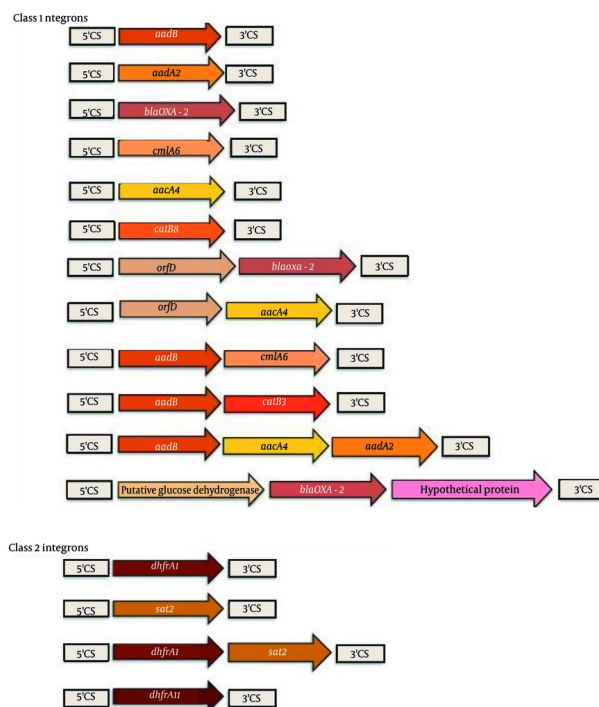 Class 1 ntegrons
5'CS aadB 3'CS
5'CS aadA2 3'CS
5'CS blaOXA - 2 3'CS
5'CS cmlA6 3'CS
5'CS aacA4 3'CS
5'CS catB8 3'CS
5'CS orfD blaoxa - 2 3'CS
5'CS orfD aacA4 3'CS
5'CS aadB cmlA6 3'CS
5'CS aadB catB3 3'CS
5'CS aadB aacA4 aadA2 3'CS
5'CS Putative glucose dehydrogenase blaOXA - 2 Hypothetical protein 3'CS
Class 2 integrons
5'CS dhfrA1 3'CS
5'CS sat2 3'CS
5'CS dhfrA1 sat2 3'CS
5'CS dhfrA11 3'CS